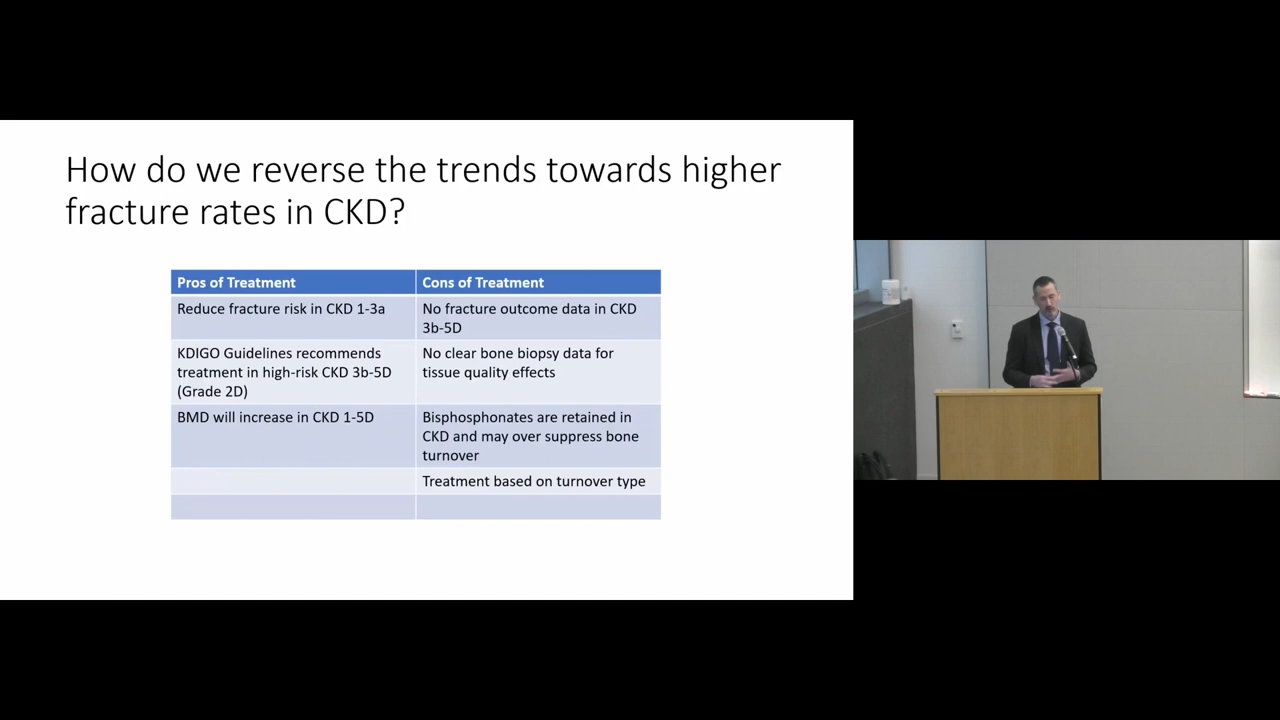 How do we reverse the trends towards higher
fracture rates in CKD?
Pros of Treatment
Cons of Treatment
Reduce fracture risk in CKD 1-3a
No fracture outcome data in CKD
3b-5D
KDIGO Guidelines recommends
treatment in high-risk CKD 3b-5D
(Grade 2D)
No clear bone biopsy data for
tissue quality effects
BMD will increase in CKD 1-5D
Bisphosphonates are retained in
CKD and may over suppress bone
turnover
Treatment based on turnover type